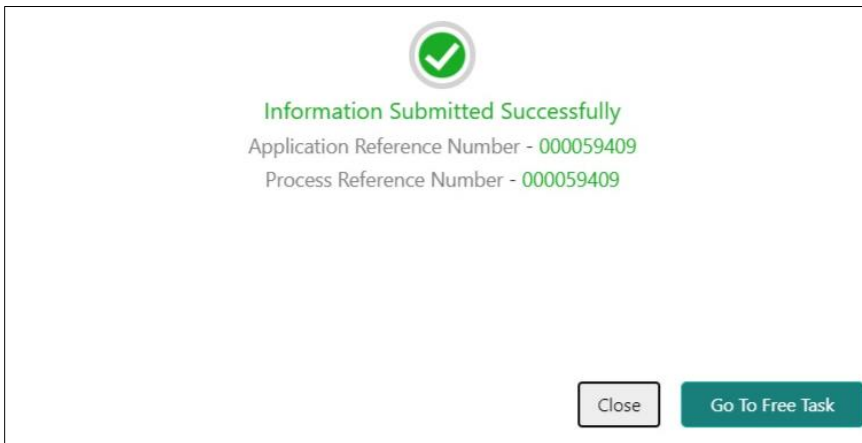 Information Submitted Successfully
Application Reference Number - 000059409
Process Reference Number - 000059409
Close
Go To Free Task